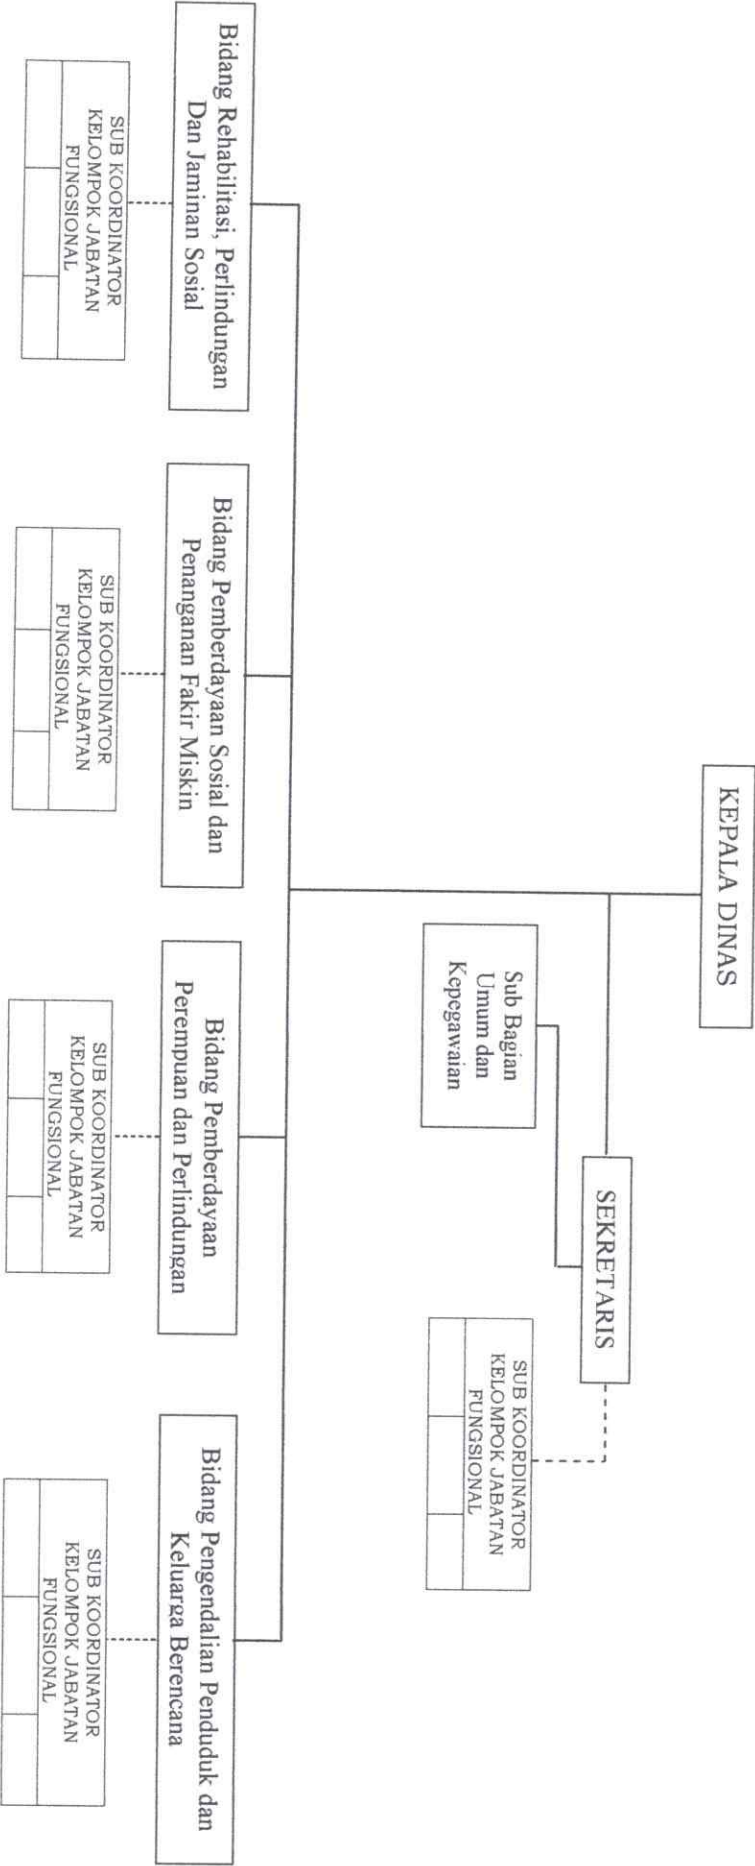 KEPALA DINAS
SEKRETARIS
Sub Bagian
Umum dan
Kepegawaian
SUB KOORDINATOR
KELOMPOK JABATAN
FUNGSIONAL
Bidang Rehabilitasi, Perlindungan
Dan Jaminan Sosial
Bidang Pemberdayaan Sosial dan
Penanganan Fakir Miskin
Bidang Pemberdayaan
Perempuan dan Perlindungan
Bidang Pengendalian Penduduk dan
Keluarga Berencana
SUB KOORDINATOR
KELOMPOK JABATAN
FUNGSIONAL
SUB KOORDINATOR
KELOMPOK JABATAN
FUNGSIONAL
SUB KOORDINATOR
KELOMPOK JABATAN
FUNGSIONAL
SUB KOORDINATOR
KELOMPOK JABATAN
FUNGSIONAL